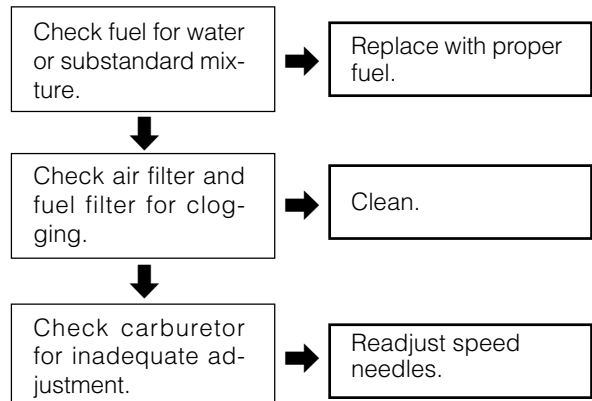 Check fuel for water
or substandard mix-
ture.
Replace with proper
fuel.
Check air filter and
fuel filter for clog-
ging.
Clean.
Check carburetor
for inadequate ad-
justment.
Readjust speed
needles.